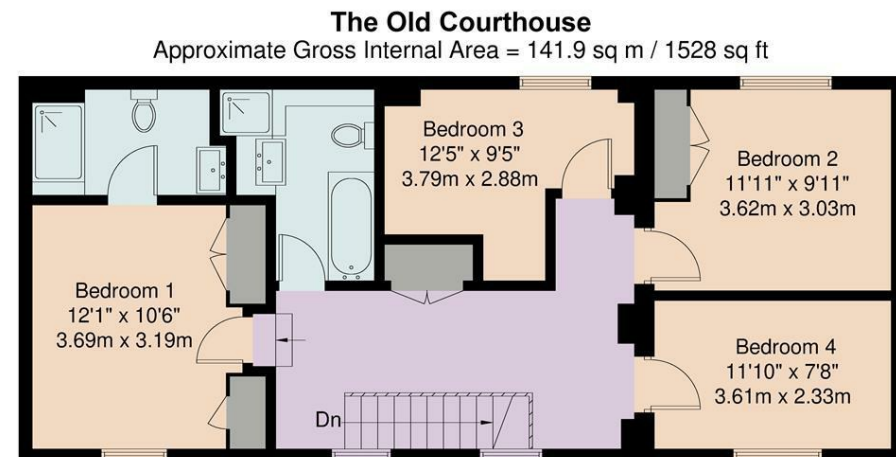 The Old Courthouse
Approximate Gross Internal Area = 141.9 sq m / 1528 sq ft
Bedroom 3
12'5" x 9'5"
3.79m x 2.88m
Bedroom 2
11'11" x 9'11"
3.62m x 3.03m
Bedroom 1
12'1" x 10'6"
3.69m x 3.19m
Bedroom 4
11'10" x 7'8"
3.61m x 2.33m
Dn